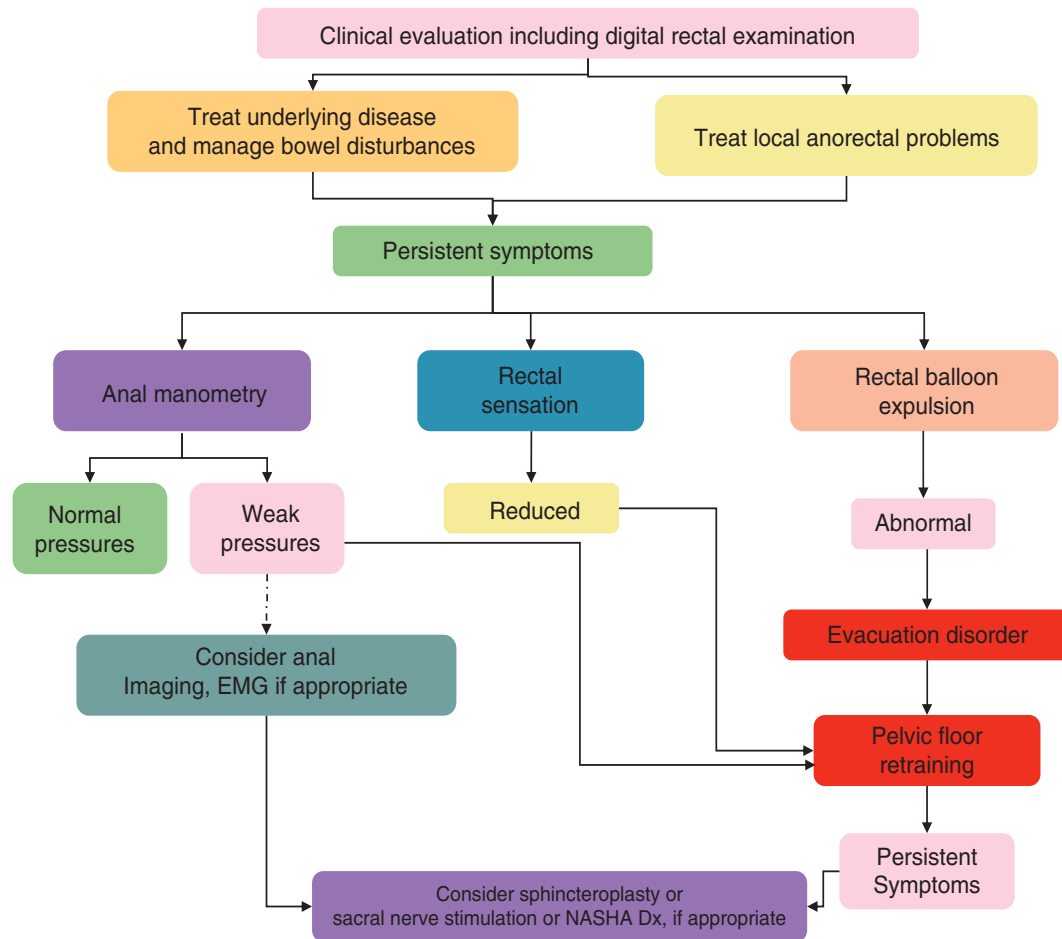 Clinical evaluation including digital rectal examination
Treat underlying disease
and manage bowel disturbances
Treat local anorectal problems
Persistent symptoms
Anal manometry
Rectal
sensation
Rectal balloon
expulsion
Normal
pressures
Weak
pressures
Reduced
Abnormal
Evacuation disorder
Consider anal
Imaging, EMG if appropriate
Pelvic floor
retraining
Persistent
Symptoms
Consider sphincteroplasty or
sacral nerve stimulation or NASHA Dx, if appropriate